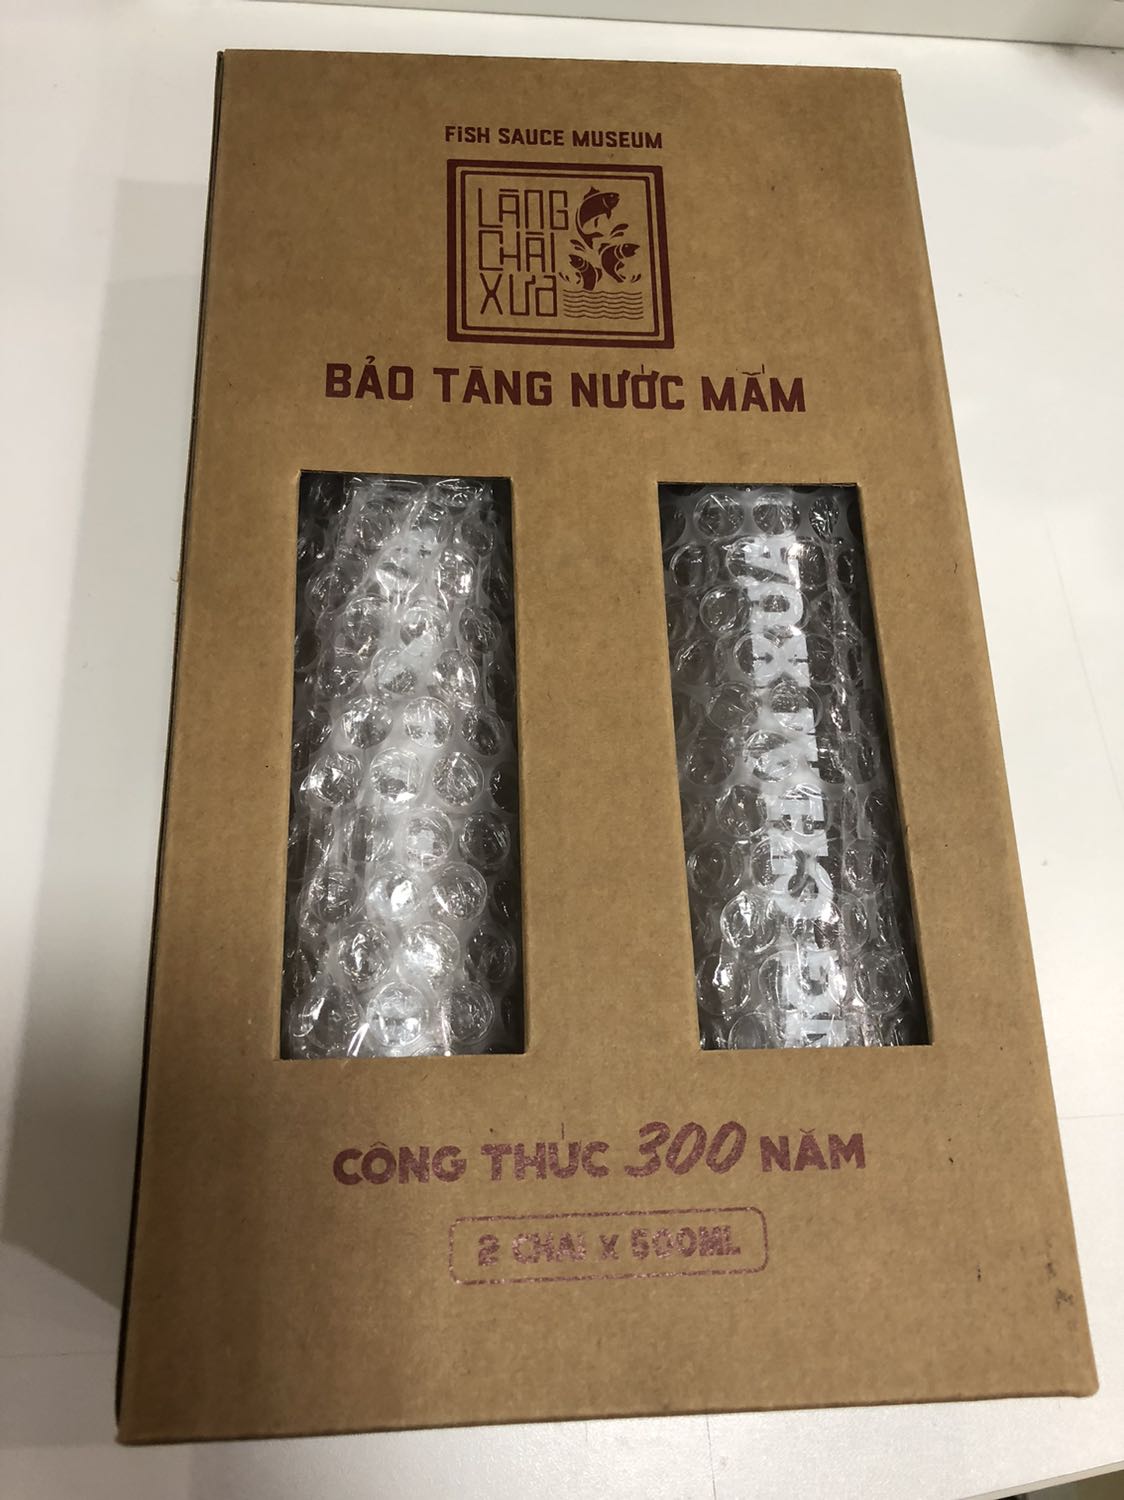 FiSH SAUCE MUSEUM
LÀNG
CHÀI
XƯA
BẢO TÀNG NƯỚC MẮM
CÔNG THỨC 300 NĂM
2 CHAI X 500ML